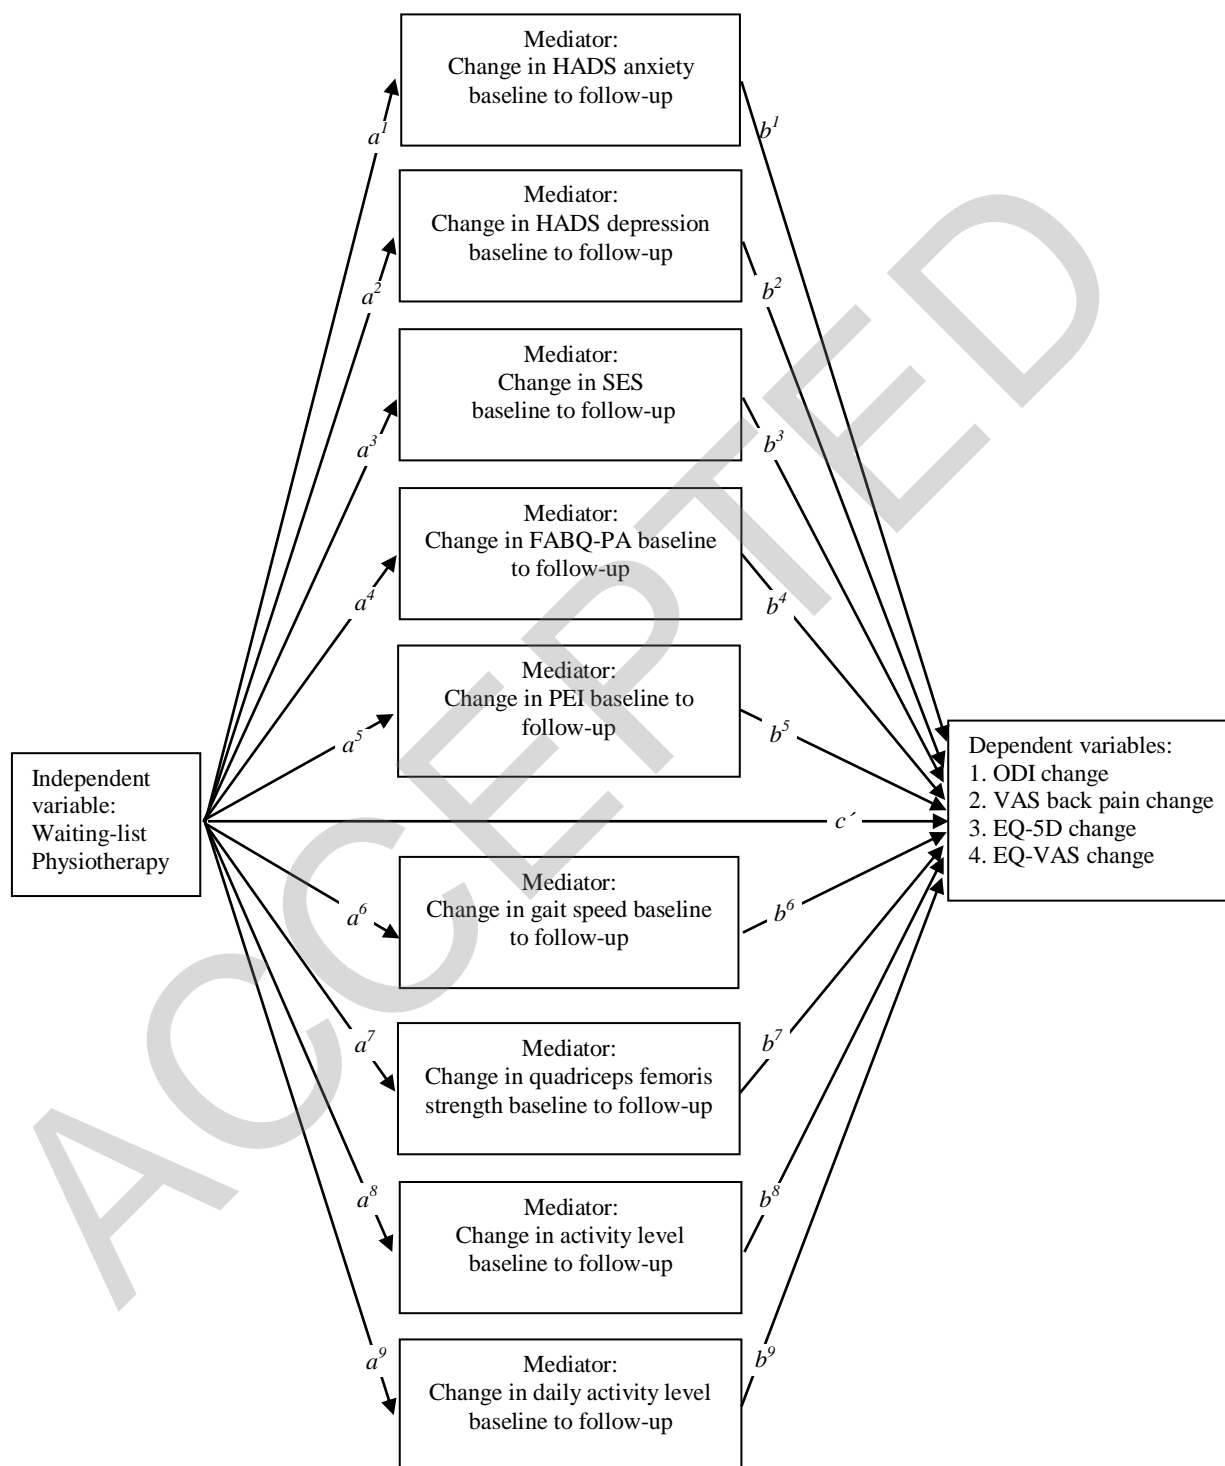 Mediator:
Change in HADS anxiety
baseline to follow-up
a1
b1
Mediator:
Change in HADS depression
baseline to follow-up
a2
b2
Mediator:
Change in SES
baseline to follow-up
a3
b3
Mediator:
Change in FABQ-PA baseline
to follow-up
a4
b4
Mediator:
Change in PEI baseline to
follow-up
a5
b5
Independent
variable:
Waiting-list
Physiotherapy
c´
Dependent variables:
1. ODI change
2. VAS back pain change
3. EQ-5D change
4. EQ-VAS change
Mediator:
Change in gait speed baseline
to follow-up
a6
b6
Mediator:
Change in quadriceps femoris
strength baseline to follow-up
a7
b7
Mediator:
Change in activity level
baseline to follow-up
a8
b8
Mediator:
Change in daily activity level
baseline to follow-up
a9
b9
ACCEPTED